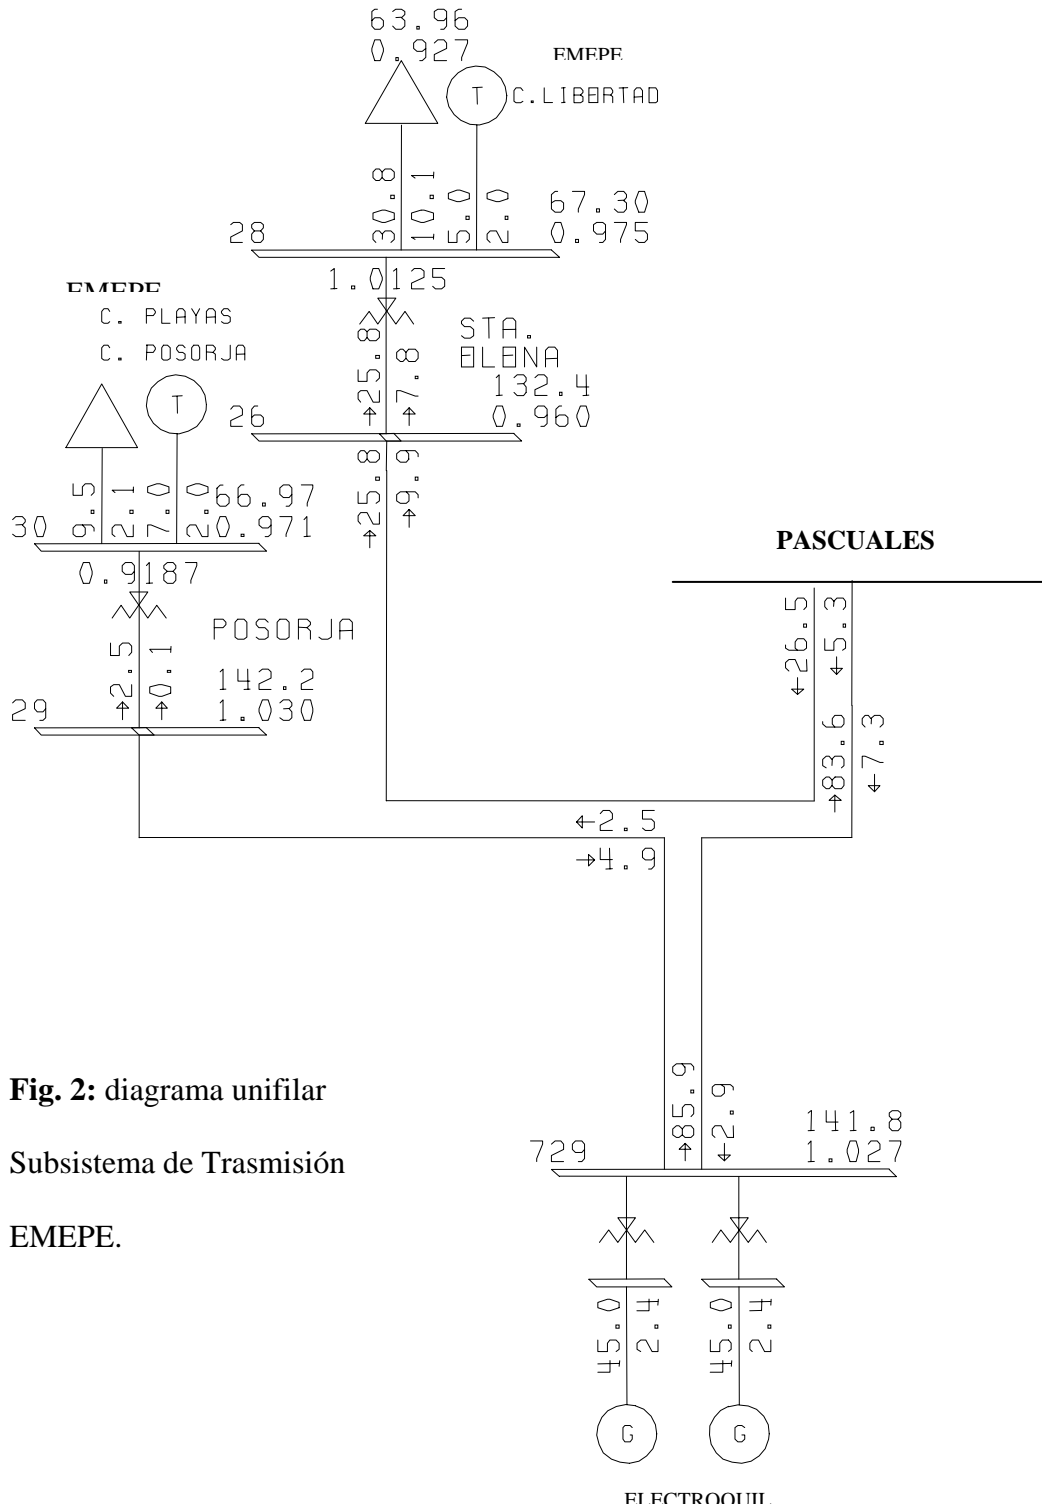 63.96
0.927
EMEPE
T
C.LIBERTAD
30.8
10.1
5.0
2.0
67.30
0.975
28
1.0125
EMEPE
C. PLAYAS
C. POSORJA
STA.
ELENA
25.8
7.8
132.4
0.960
26
T
25.8
9.9
9.5
2.1
7.0
2.0
66.97
0.971
30
PASCUALES
0.9187
26.5
5.3
POSORJA
2.5
0.1
142.2
1.030
29
83.6
7.3
2.5
4.9
Fig. 2: diagrama unifilar
Subsistema de Trasmisión
EMEPE.
85.9
2.9
141.8
1.027
729
45.0
2.4
45.0
2.4
G
G
ELECTROQUIL